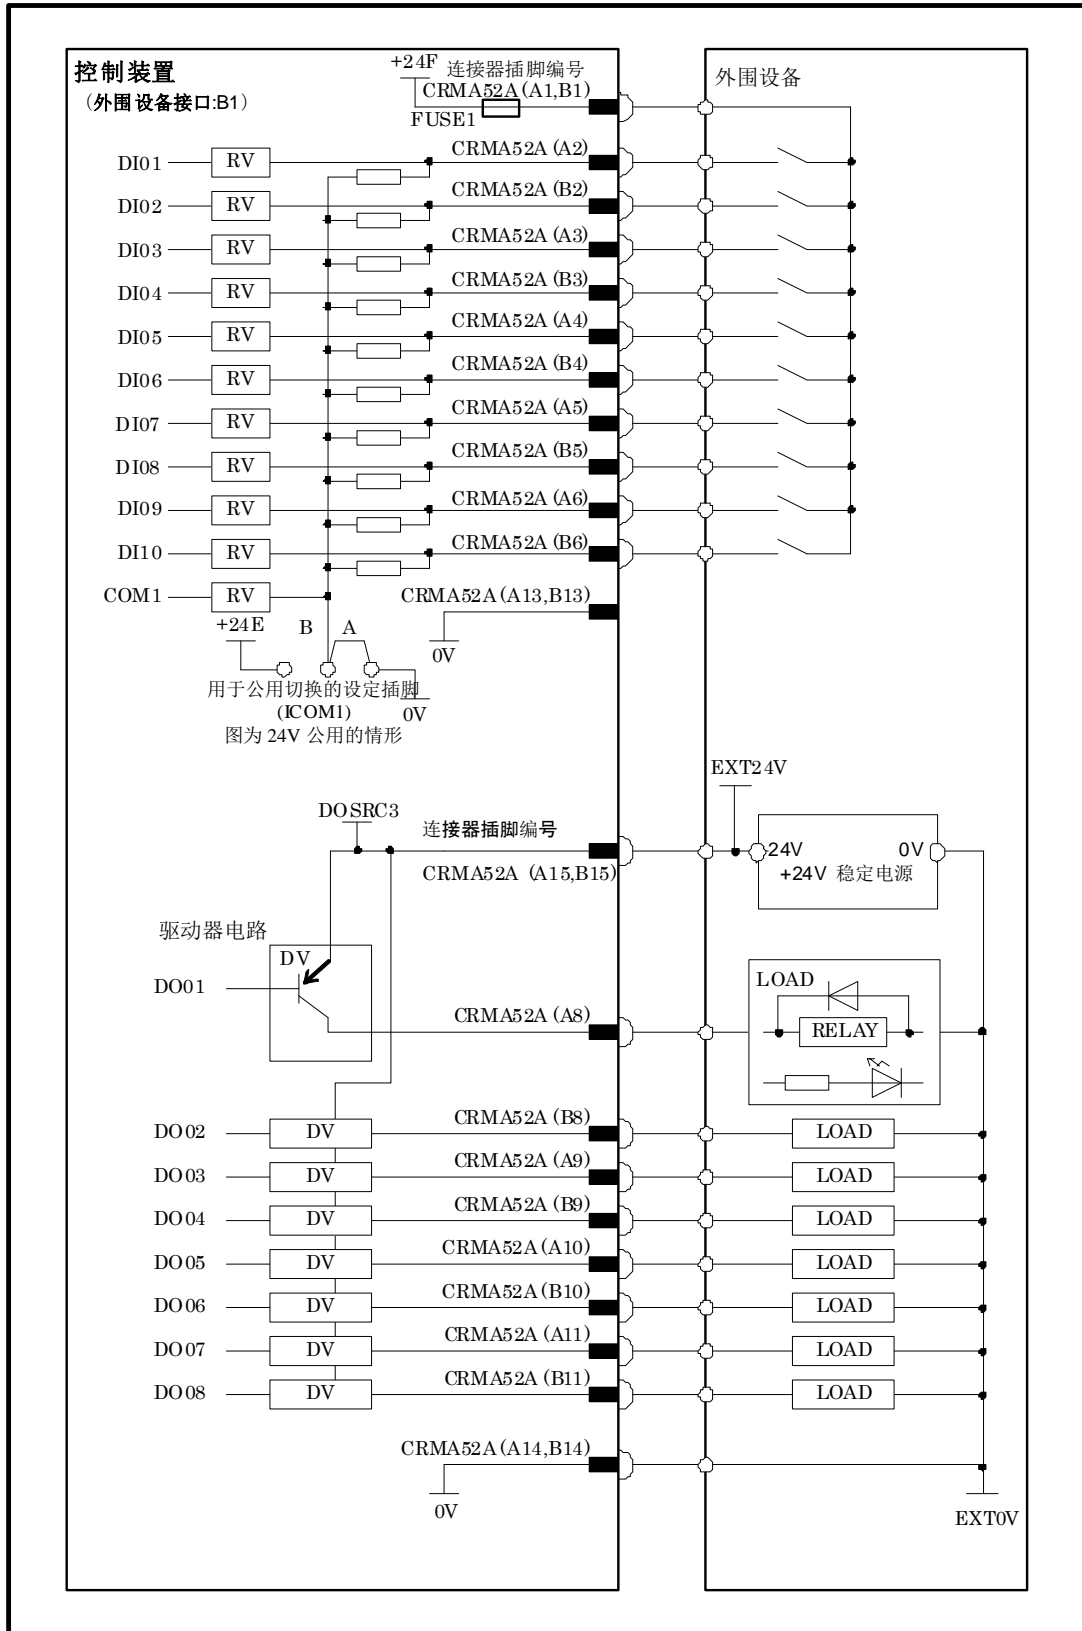 控制装置
（外围设备接口:B1）
+24F
连接器插脚编号
CRMA52A(A1,B1)
FUSE1
外围设备
DI01 RV CRMA52A (A2)
DI02 RV CRMA52A (B2)
DI03 RV CRMA52A (A3)
DI04 RV CRMA52A (B3)
DI05 RV CRMA52A (A4)
DI06 RV CRMA52A (B4)
DI07 RV CRMA52A (A5)
DI08 RV CRMA52A (B5)
DI09 RV CRMA52A (A6)
DI10 RV CRMA52A (B6)
COM1 RV CRMA52A(A13,B13)
+24E B A
0V
用于公用切换的设定插脚
(ICOM1) 0V
图为 24V 公用的情形
EXT24V
DOSRC3
连接器插脚编号
24V 0V
CRMA52A (A15,B15)
+24V 稳定电源
驱动器电路
DV
LOAD
DO01
CRMA52A (A8)
RELAY
DO02 DV CRMA52A (B8) LOAD
DO03 DV CRMA52A (A9) LOAD
DO04 DV CRMA52A (B9) LOAD
DO05 DV CRMA52A(A10) LOAD
DO06 DV CRMA52A(B10) LOAD
DO07 DV CRMA52A (A11) LOAD
DO08 DV CRMA52A (B11) LOAD
CRMA52A(A14,B14)
0V
EXT0V